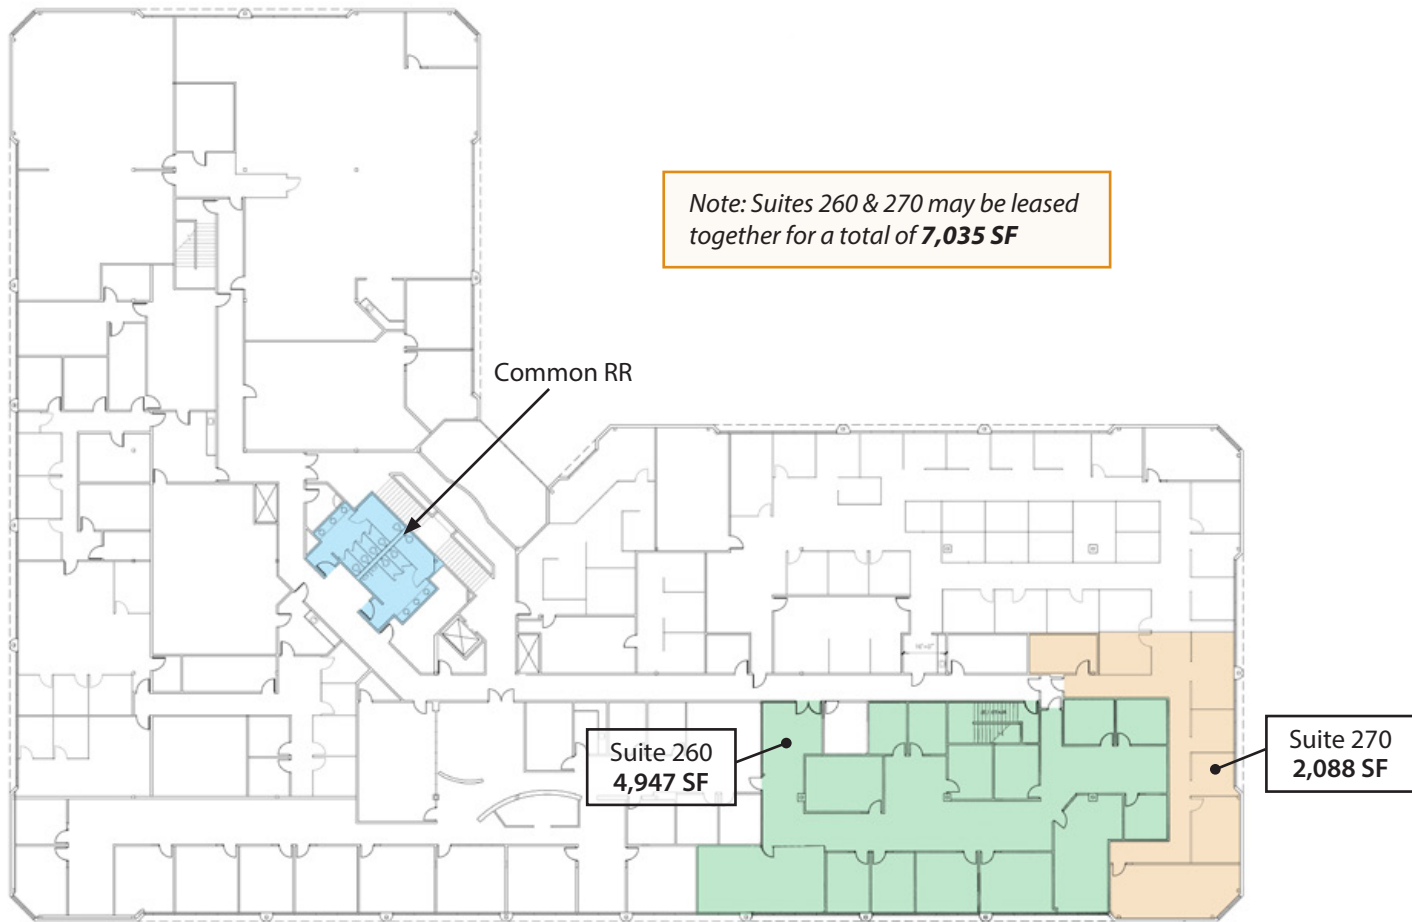 Note: Suites 260 & 270 may be leased
together for a total of 7,035 SF
Common RR
Suite 260
4,947 SF
Suite 270
2,088 SF